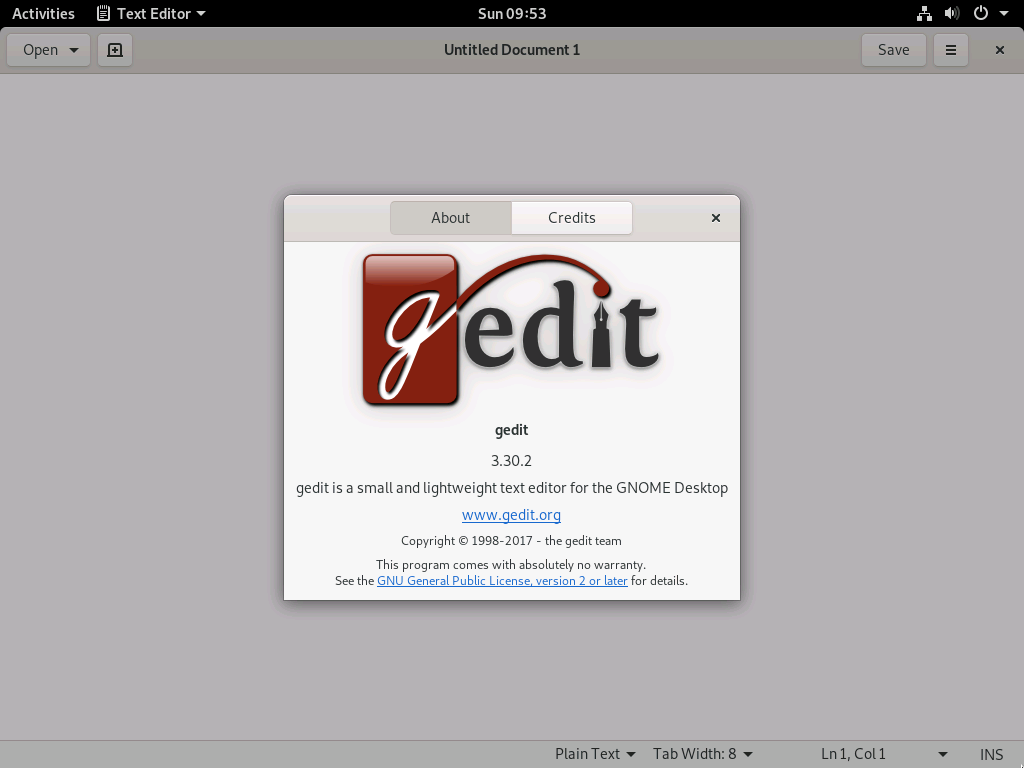 Activities Text Editor Sun 09:53
Open Untitled Document 1 Save
About Credits
gedit
gedit
3.30.2
gedit is a small and lightweight text editor for the GNOME Desktop
www.gedit.org
Copyright © 1998-2017 - the gedit team
This program comes with absolutely no warranty.
See the GNU General Public License, version 2 or later for details.
Plain Text Tab Width: 8 Ln 1, Col 1 INS